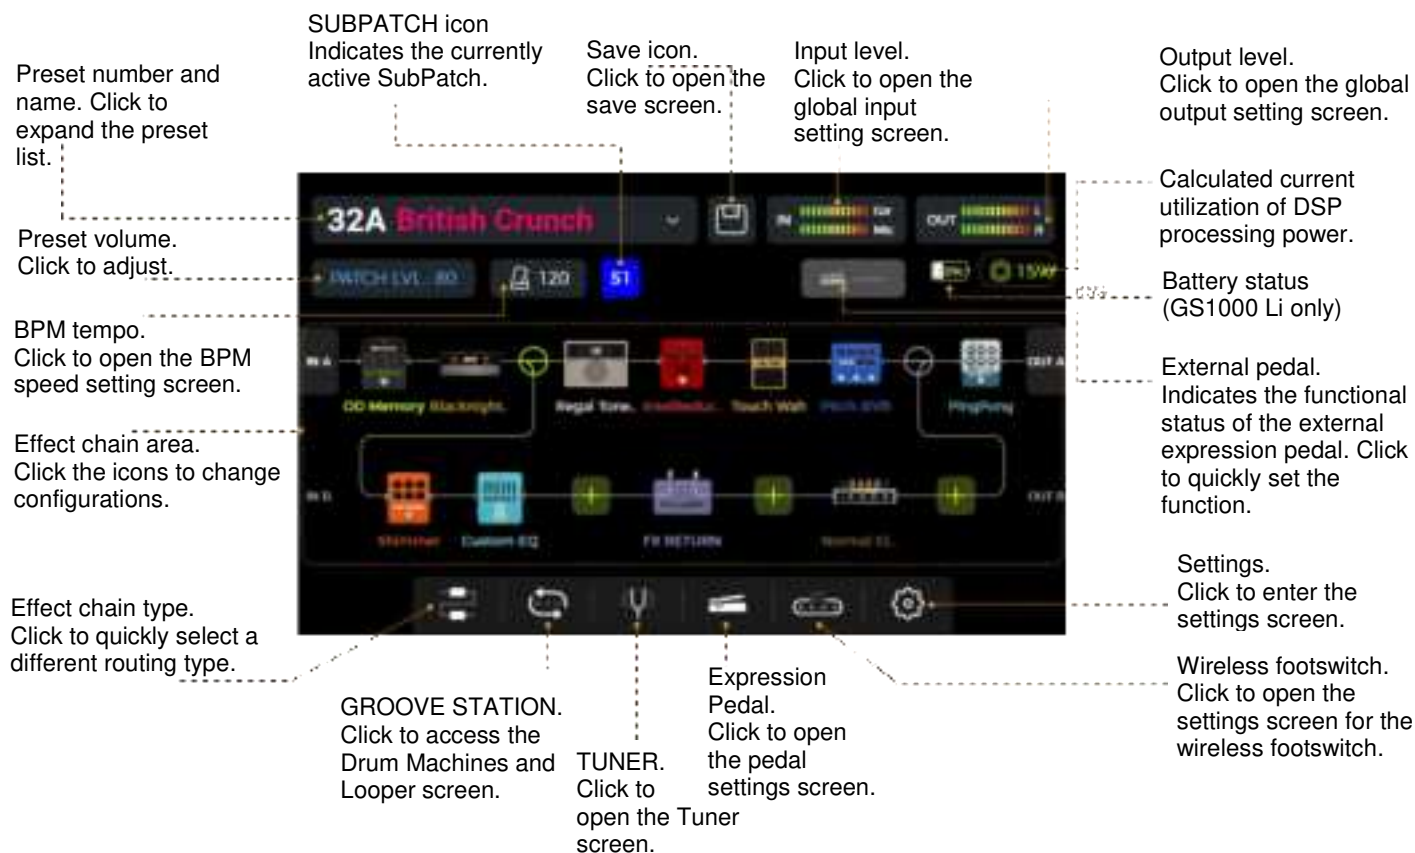 SUBPATCH icon
Indicates the currently
active SubPatch.
Save icon.
Click to open the
save screen.
Input level.
Click to open the
global input
setting screen.
Output level.
Click to open the global
output setting screen.
Preset number and
name. Click to
expand the preset
list.
Calculated current
utilization of DSP
processing power.
Preset volume.
Click to adjust.
Battery status
(GS1000 Li only)
BPM tempo.
Click to open the BPM
speed setting screen.
External pedal.
Indicates the functional
status of the external
expression pedal. Click
to quickly set the
function.
Effect chain area.
Click the icons to change
configurations.
32A British Crunch
IN
OUT
L
R
PATCH LVL 80
120
S1
IN A
OUT A
DD Memory
Regal Tone..
Touch Wah
PingPong
IN B
OUT B
Shimmer
Custom EQ
FX RETURN
Effect chain type.
Click to quickly select a
different routing type.
Settings.
Click to enter the
settings screen.
Wireless footswitch.
Click to open the
settings screen for the
wireless footswitch.
GROOVE STATION.
Click to access the
Drum Machines and
Looper screen.
TUNER.
Click to
open the Tuner
screen.
Expression
Pedal.
Click to open
the pedal
settings screen.